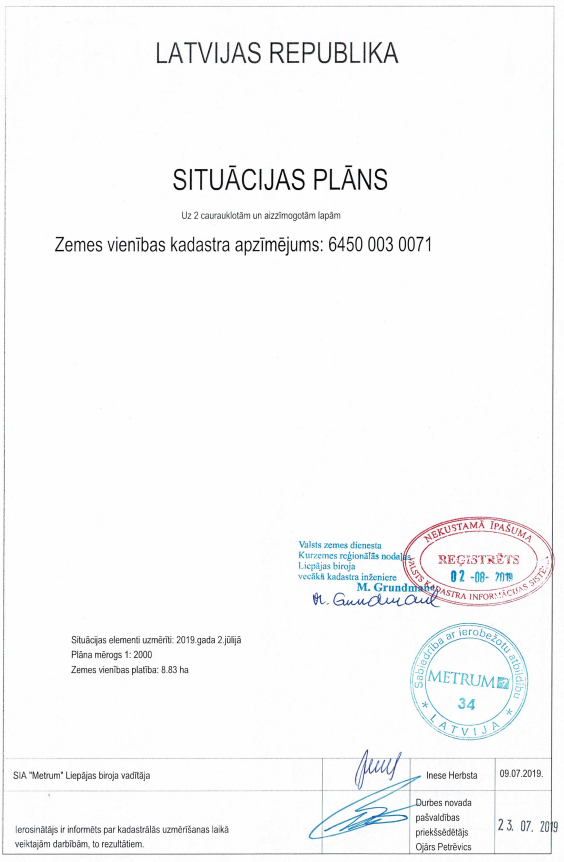 LATVIJAS REPUBLIKA
SITUĀCIJAS PLĀNS
Uz 2 caurauklotām un aizzīmogotām lapām
Zemes vienības kadastra apzīmējums: 6450 003 0071
Valsts zemes dienesta
Kurzemes reģionālās nodaļas
Liepājas biroja
vecākā kadastra inženiere
M. Grundmane
M. Grundmane
NEKUSTAMĀ ĪPAŠUMA
REĢISTRĒTS
02 -08- 2019
VALSTS KADASTRA INFORMĀCIJAS SISTĒMĀ
Situācijas elementi uzmērīti: 2019.gada 2.jūlijā
Plāna mērogs 1: 2000
Zemes vienības platība: 8.83 ha
Sabiedrība ar ierobežotu atbildību
METRUM
34
* LATVIJA *
SIA "Metrum" Liepājas biroja vadītāja
Inese Herbsta
09.07.2019.
Ierosinātājs ir informēts par kadastrālās uzmērīšanas laikā
veiktajām darbībām, to rezultātiem.
Durbes novada
pašvaldības
priekšsēdētājs
Ojārs Petrēvics
23. 07. 2019